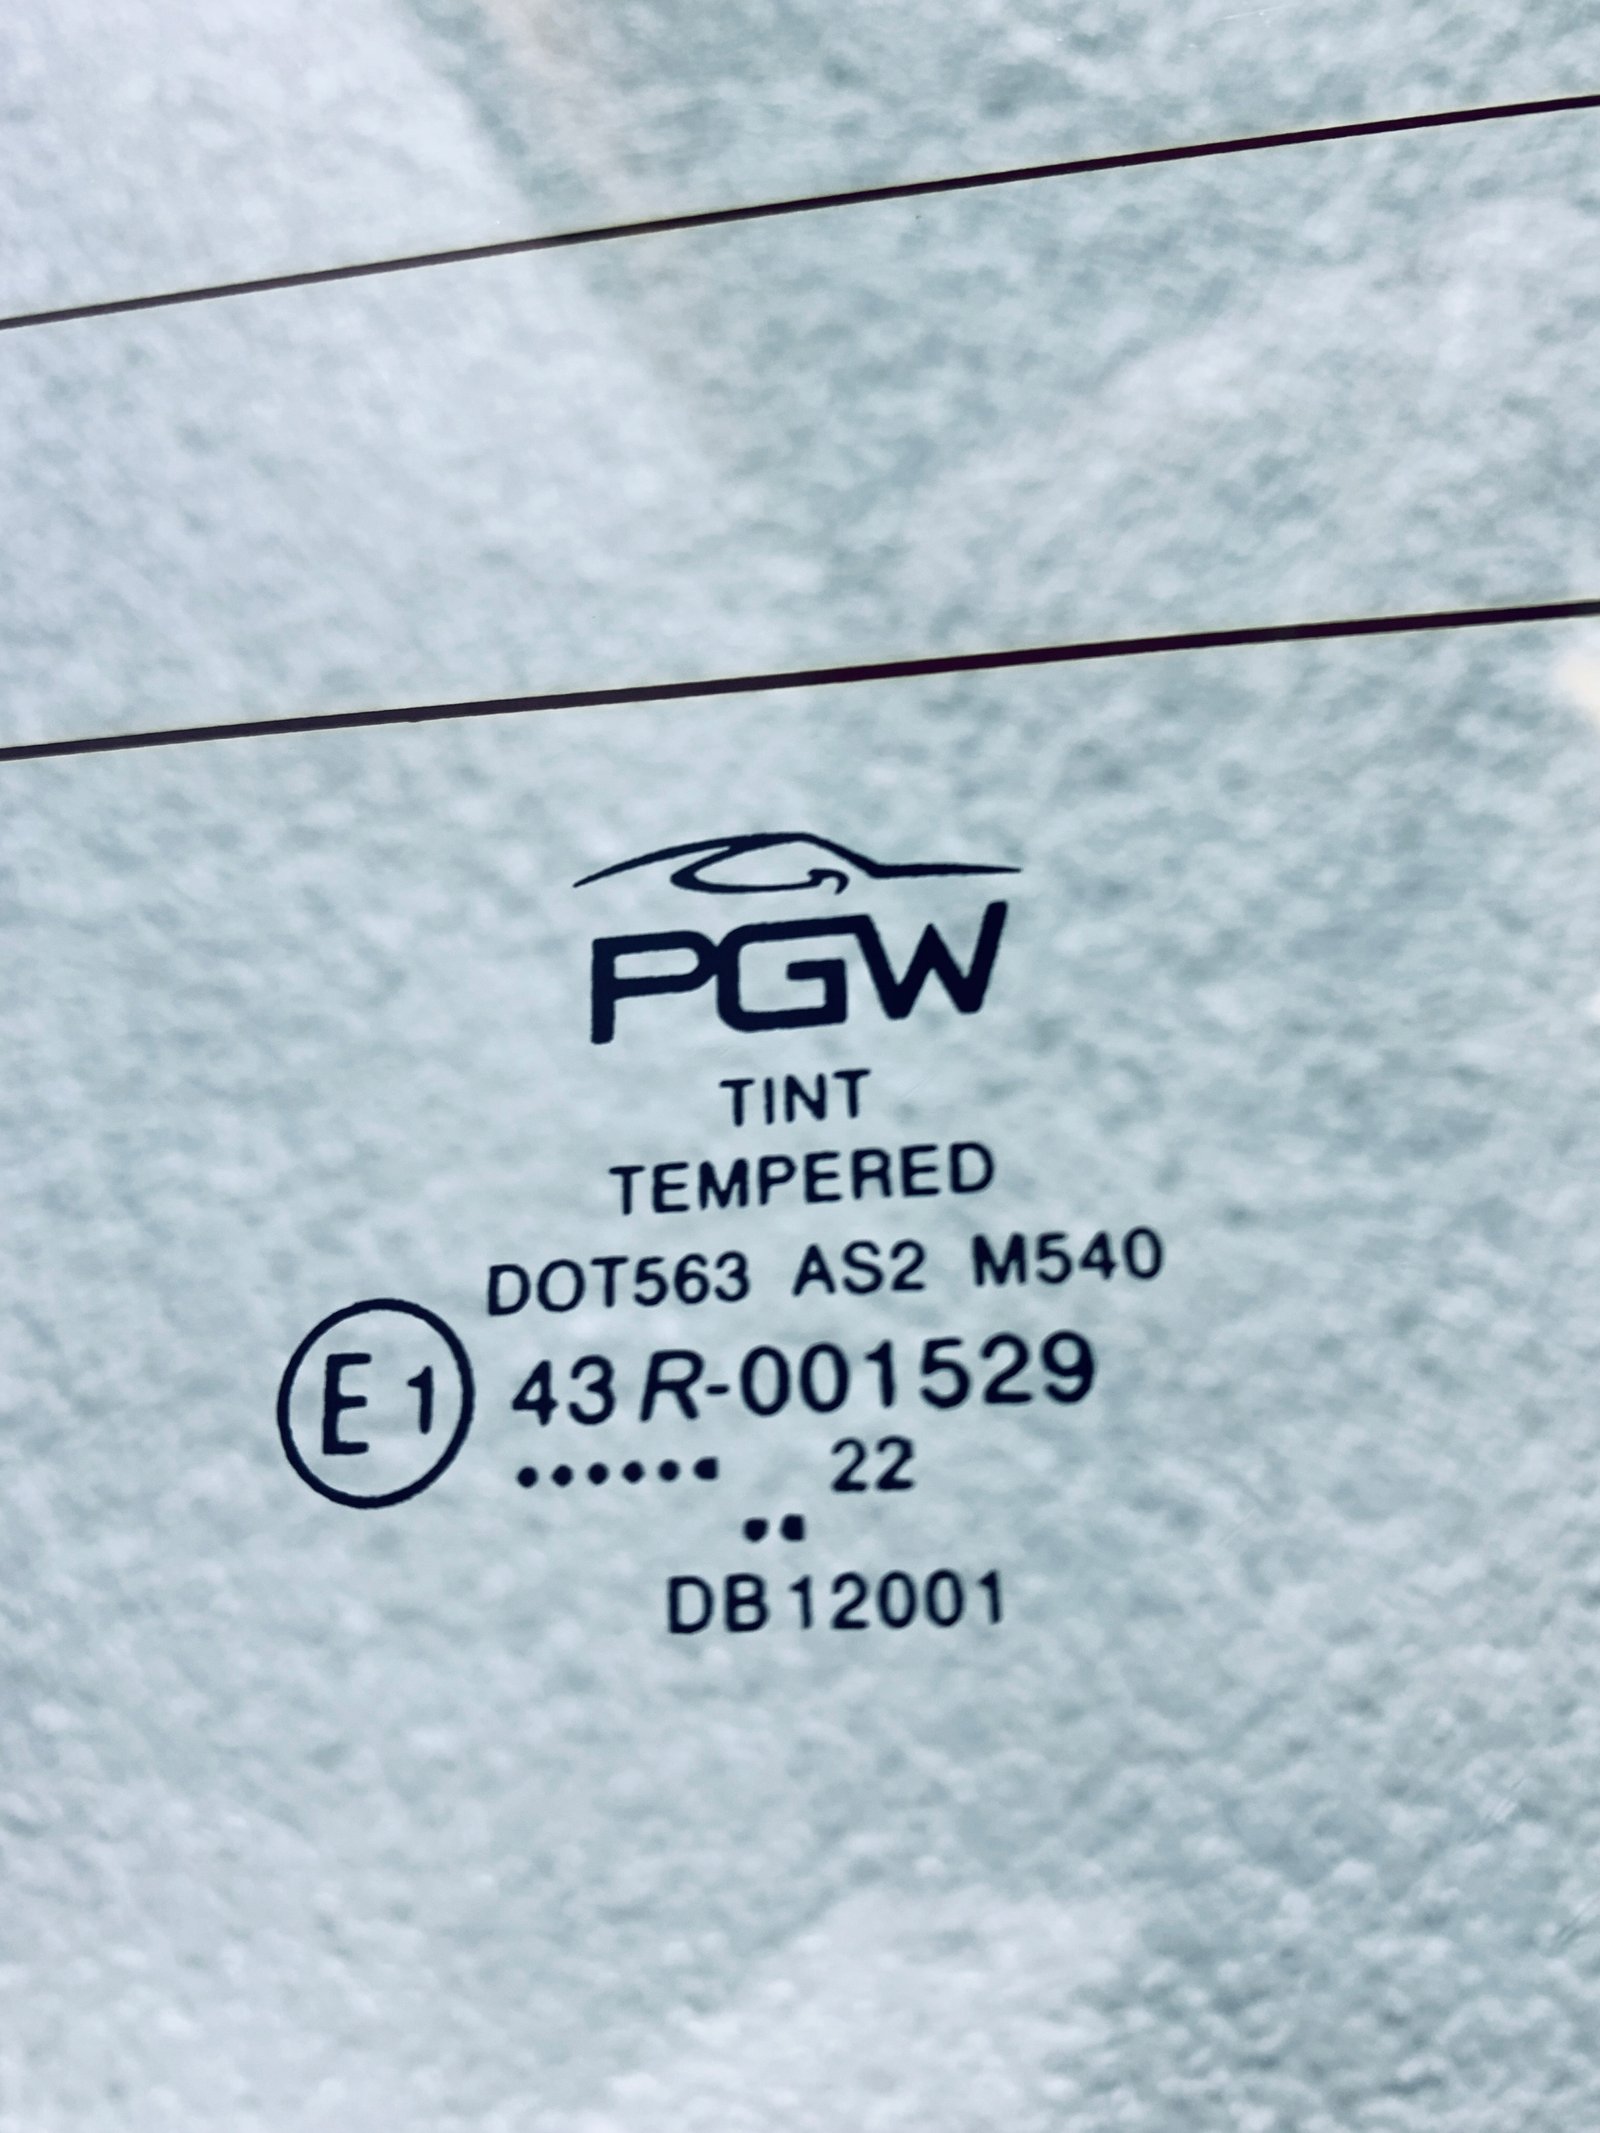 PGW
TINT
TEMPERED
DOT563 AS2 M540
E1 43R-001529
...... 22
..
DB12001